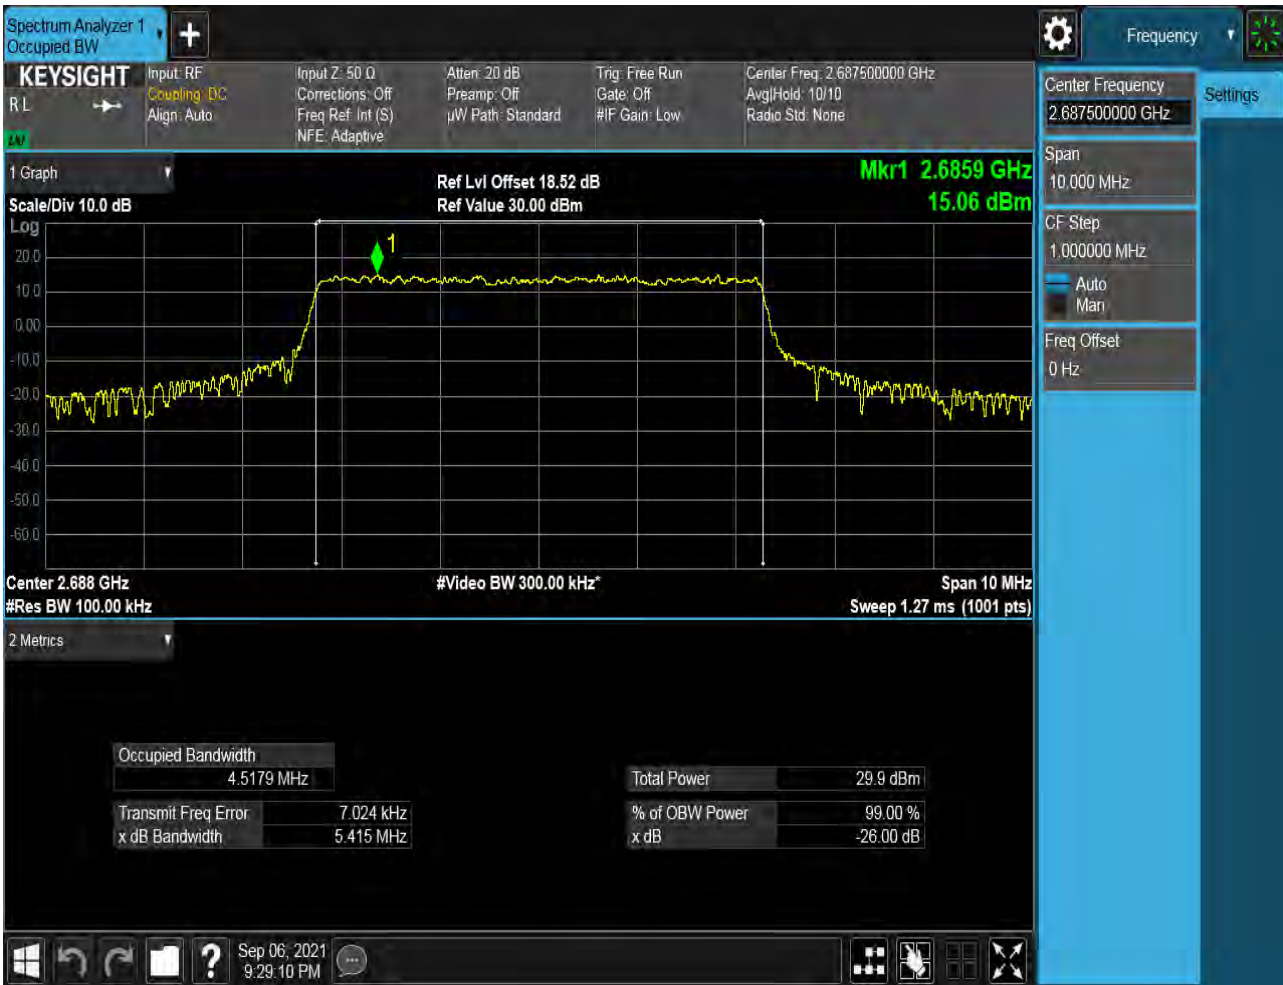 Spectrum Analyzer 1
Occupied BW
Frequency
KEYSIGHT
R L
Input: RF
Coupling: DC
Align: Auto
Input Z: 50 Ω
Corrections: Off
Freq Ref: Int (S)
NFE: Adaptive
Atten: 20 dB
Preamp: Off
µW Path: Standard
Trig: Free Run
Gate: Off
#IF Gain: Low
Center Freq: 2.687500000 GHz
Avg|Hold: 10/10
Radio Std: None
Center Frequency
2.687500000 GHz
Settings
Span
10.000 MHz
CF Step
1.000000 MHz
Auto
Man
Freq Offset
0 Hz
1 Graph
Scale/Div 10.0 dB
Ref Lvl Offset 18.52 dB
Ref Value 30.00 dBm
Mkr1 2.6859 GHz
15.06 dBm
Log
1
20.0
10.0
0.00
-10.0
-20.0
-30.0
-40.0
-50.0
-60.0
Center 2.688 GHz
#Video BW 300.00 kHz*
Span 10 MHz
#Res BW 100.00 kHz
Sweep 1.27 ms (1001 pts)
2 Metrics
Occupied Bandwidth
4.5179 MHz
Total Power 29.9 dBm
Transmit Freq Error 7.024 kHz
% of OBW Power 99.00 %
x dB Bandwidth 5.415 MHz
x dB -26.00 dB
Sep 06, 2021
9:29:10 PM